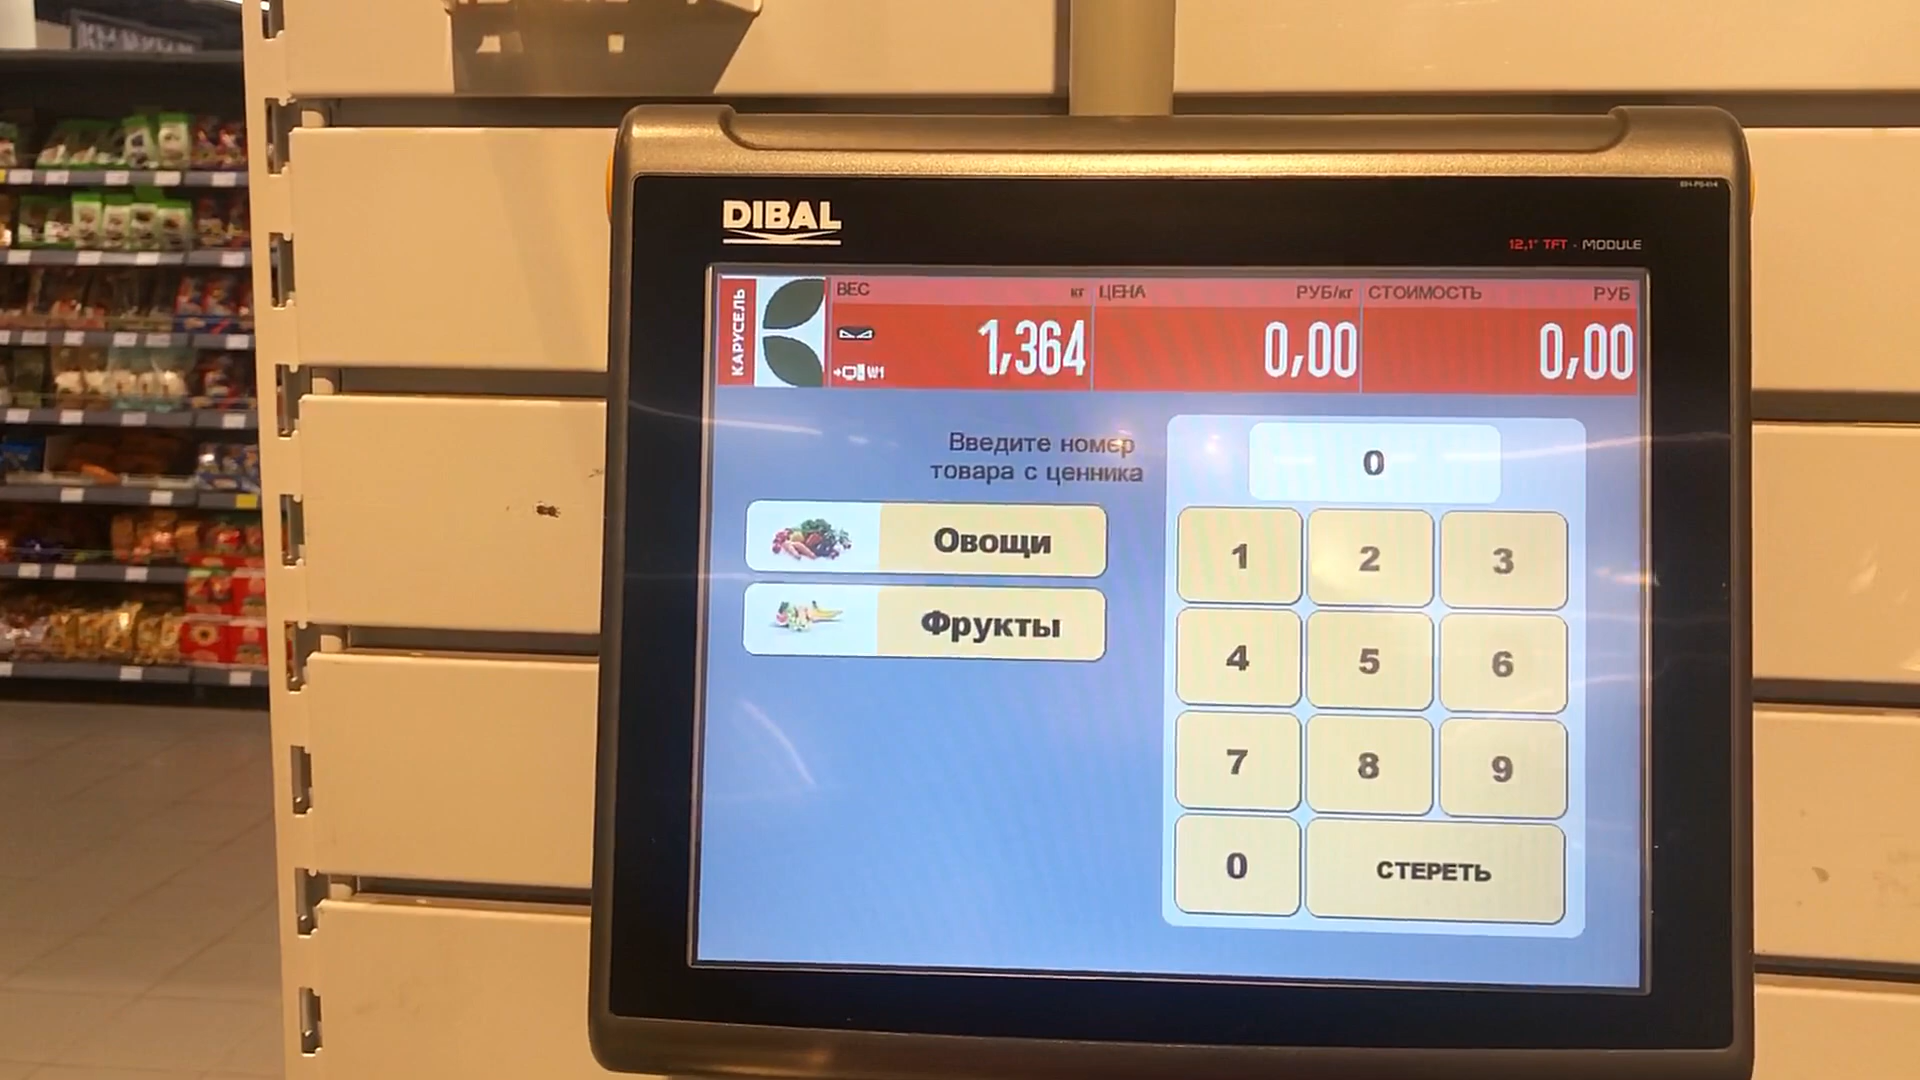 DIBAL
12,1" TFT - MODULE
КАРУСЕЛЬ
ВЕС кг ЦЕНА РУБ/кг СТОИМОСТЬ РУБ
1,364 0,00 0,00
W1
Введите номер
товара с ценника
0
Овощи
Фрукты
1 2 3
4 5 6
7 8 9
0 СТЕРЕТЬ